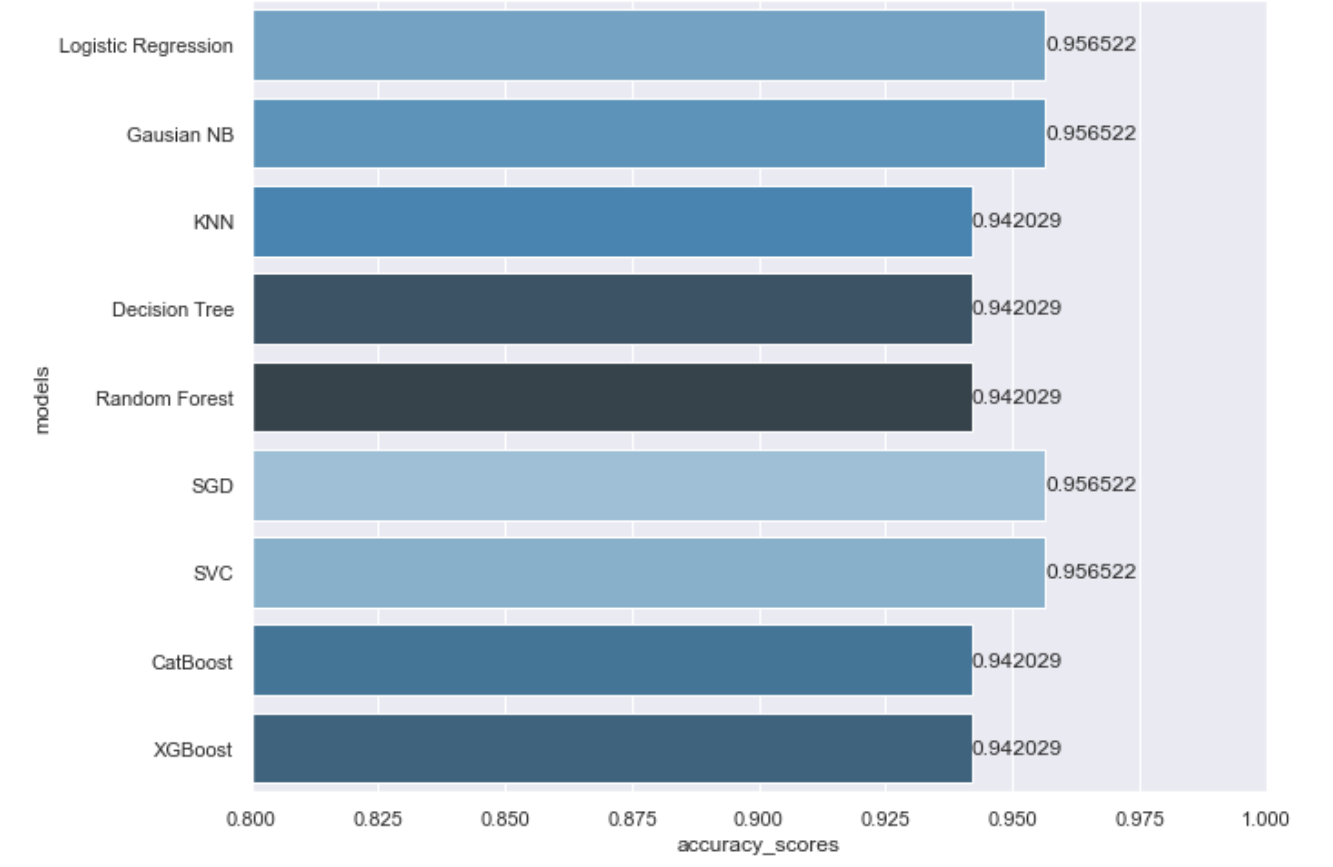 Logistic Regression 0.956522
Gausian NB 0.956522
KNN 0.942029
Decision Tree 0.942029
models
Random Forest 0.942029
SGD 0.956522
SVC 0.956522
CatBoost 0.942029
XGBoost 0.942029
0.800 0.825 0.850 0.875 0.900 0.925 0.950 0.975 1.000
accuracy_scores